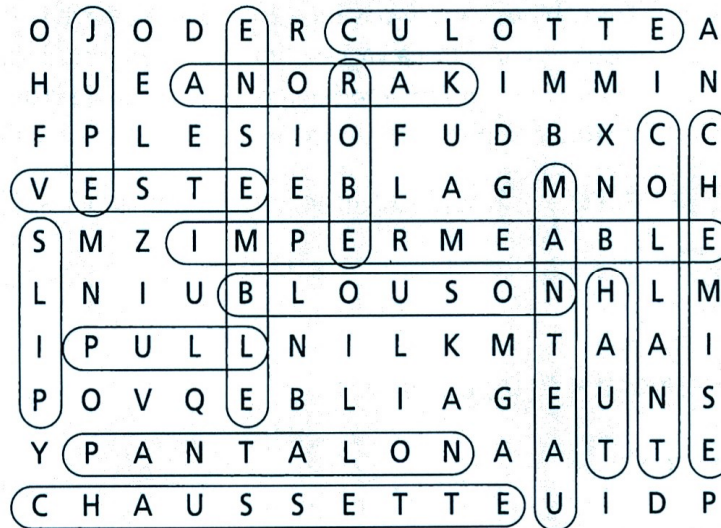 O J O D E R C U L O T T E A
H U E A N O R A K I M M I N
F P L E S I O F U D B X C C
V E S T E E B L A G M N O H
S M Z I M P E R M E A B L E
L N I U B L O U S O N H L M
I P U L L N I L K M T A A I
P O V Q E B L I A G E U N S
Y P A N T A L O N A A T T E
C H A U S S E T T E U I D P